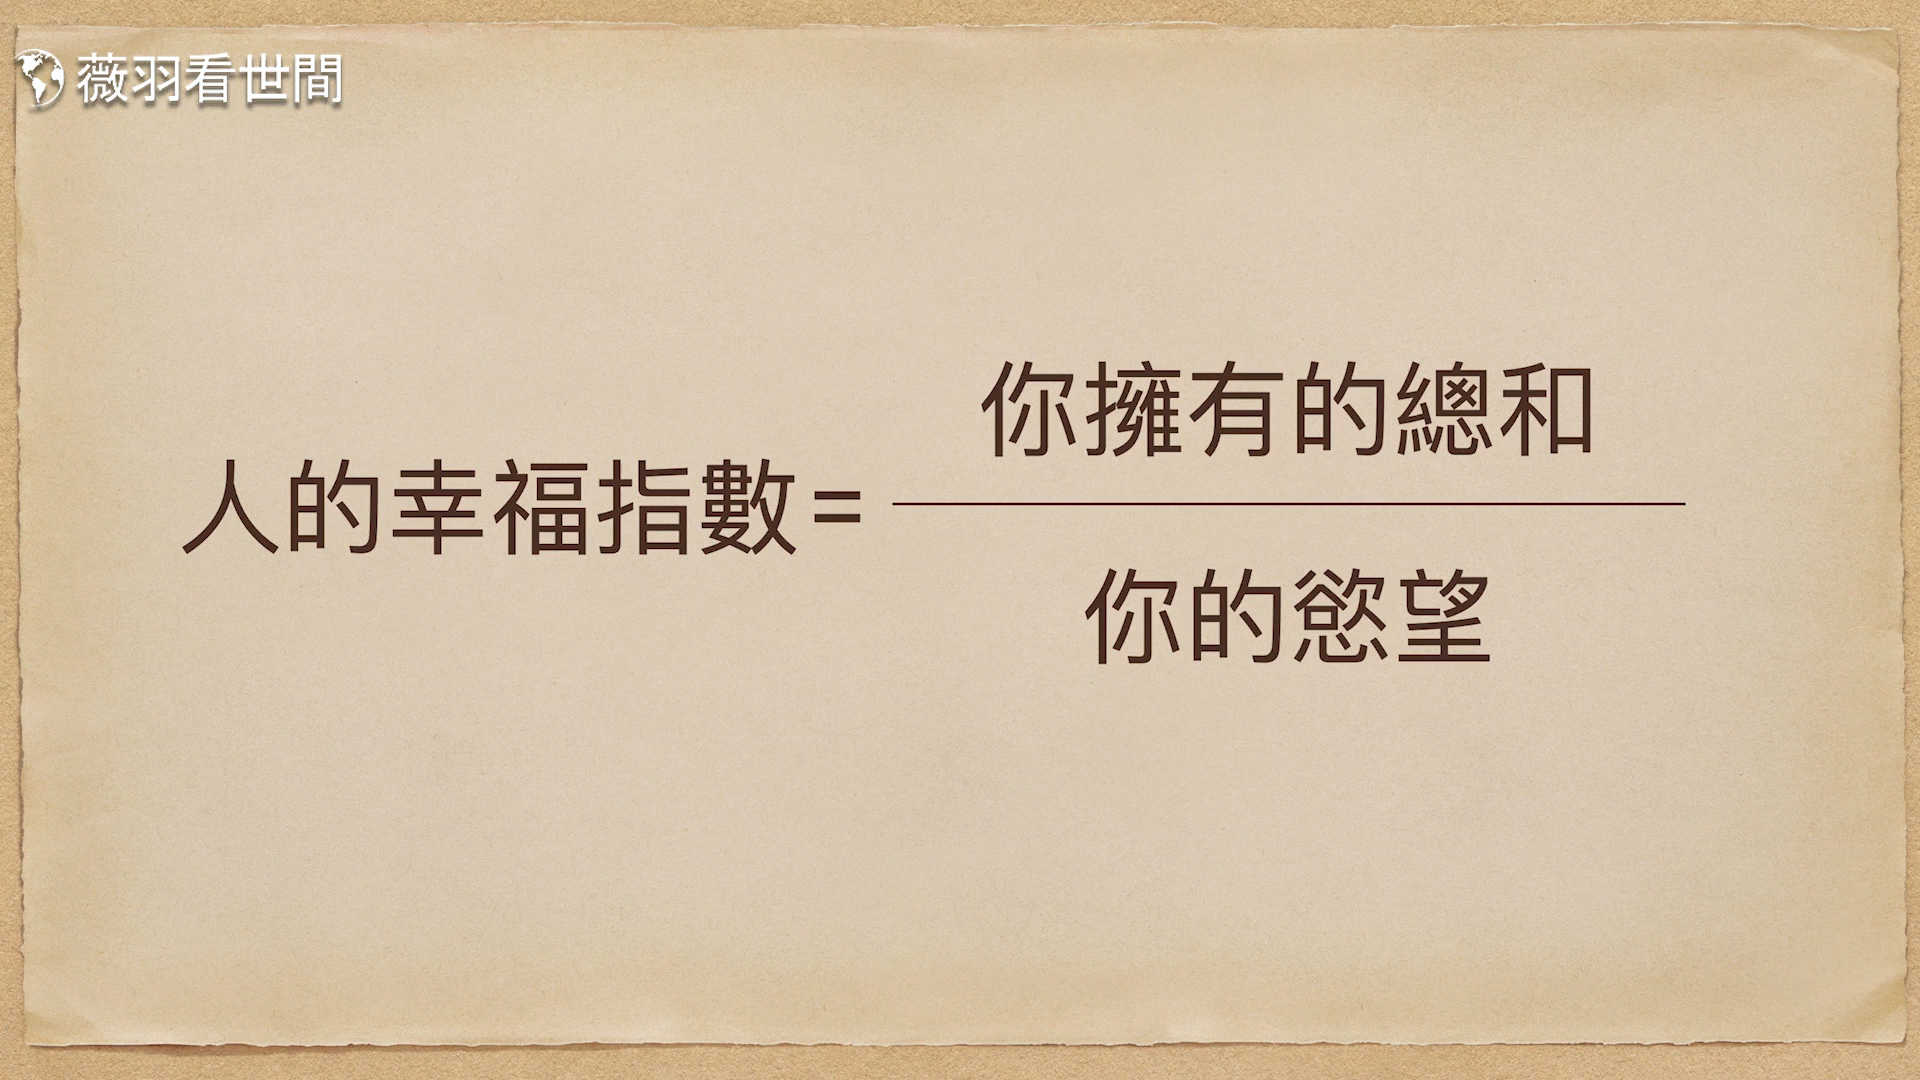 薇羽看世間
你擁有的總和
人的幸福指數=
你的慾望